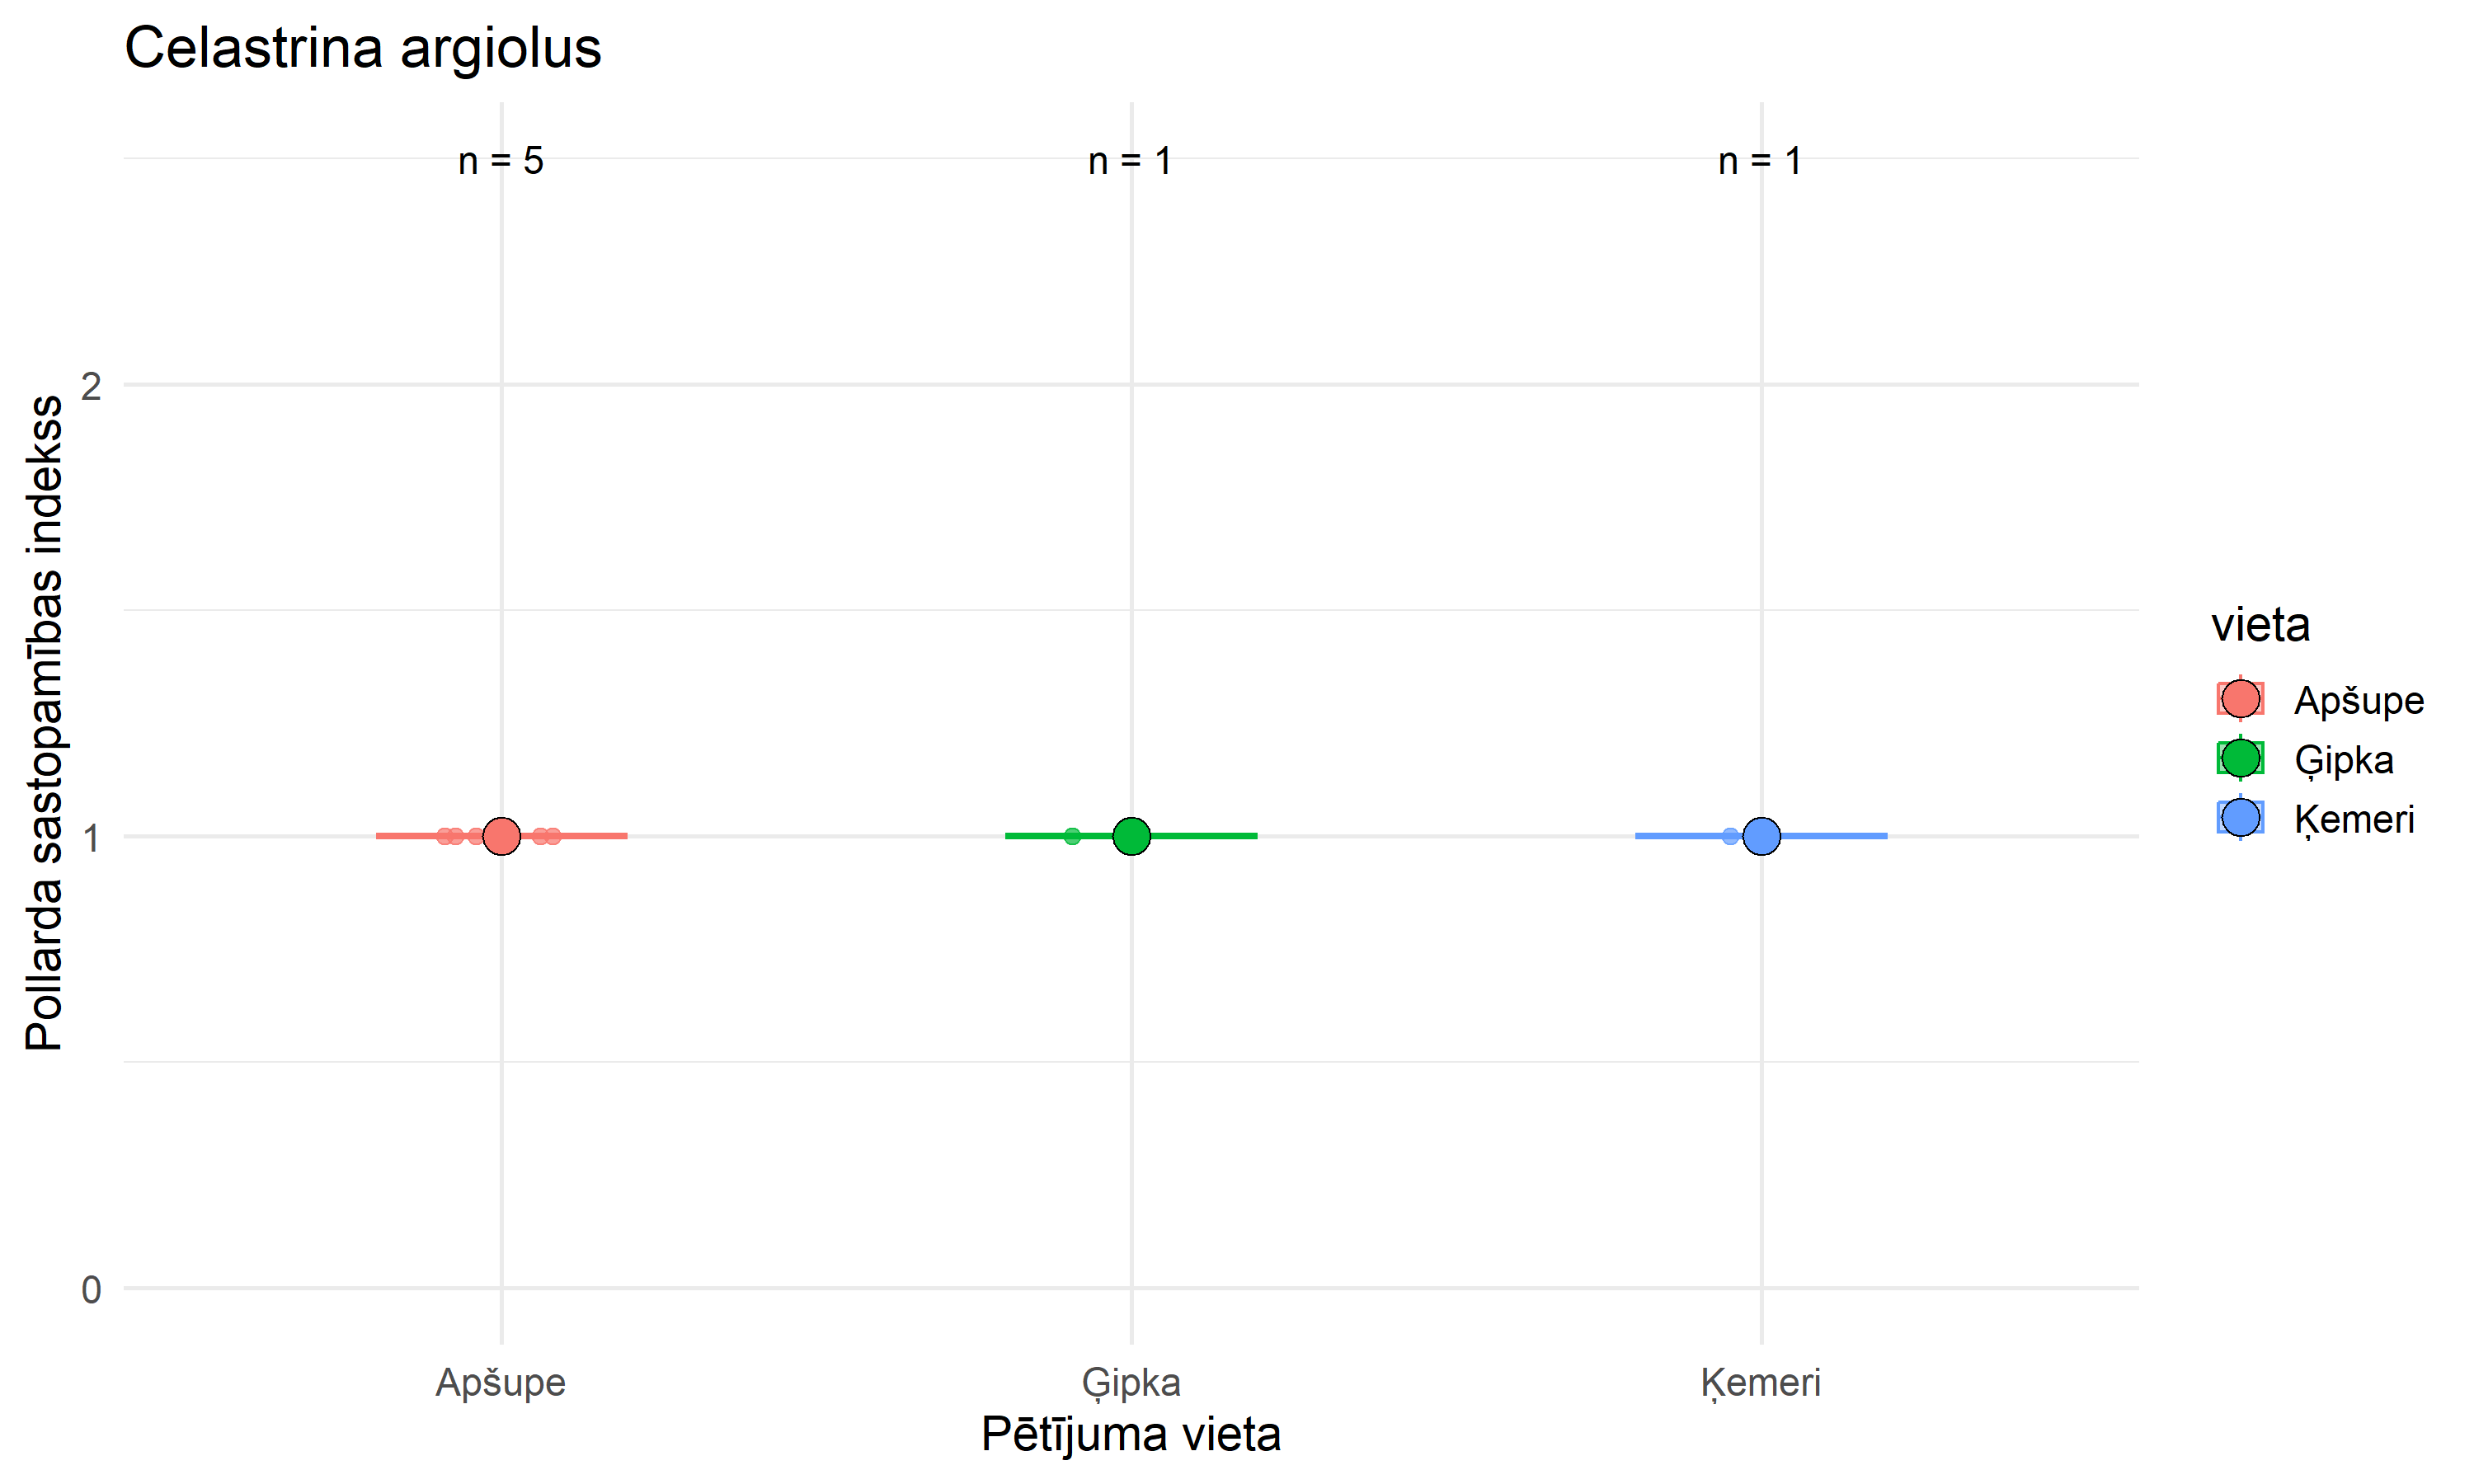 Celastrina argiolus
n = 5
n = 1
n = 1
Pollarda sastopamības indekss
2
1
0
Apšupe
Ģipka
Ķemeri
Pētījuma vieta
vieta
Apšupe
Ģipka
Ķemeri